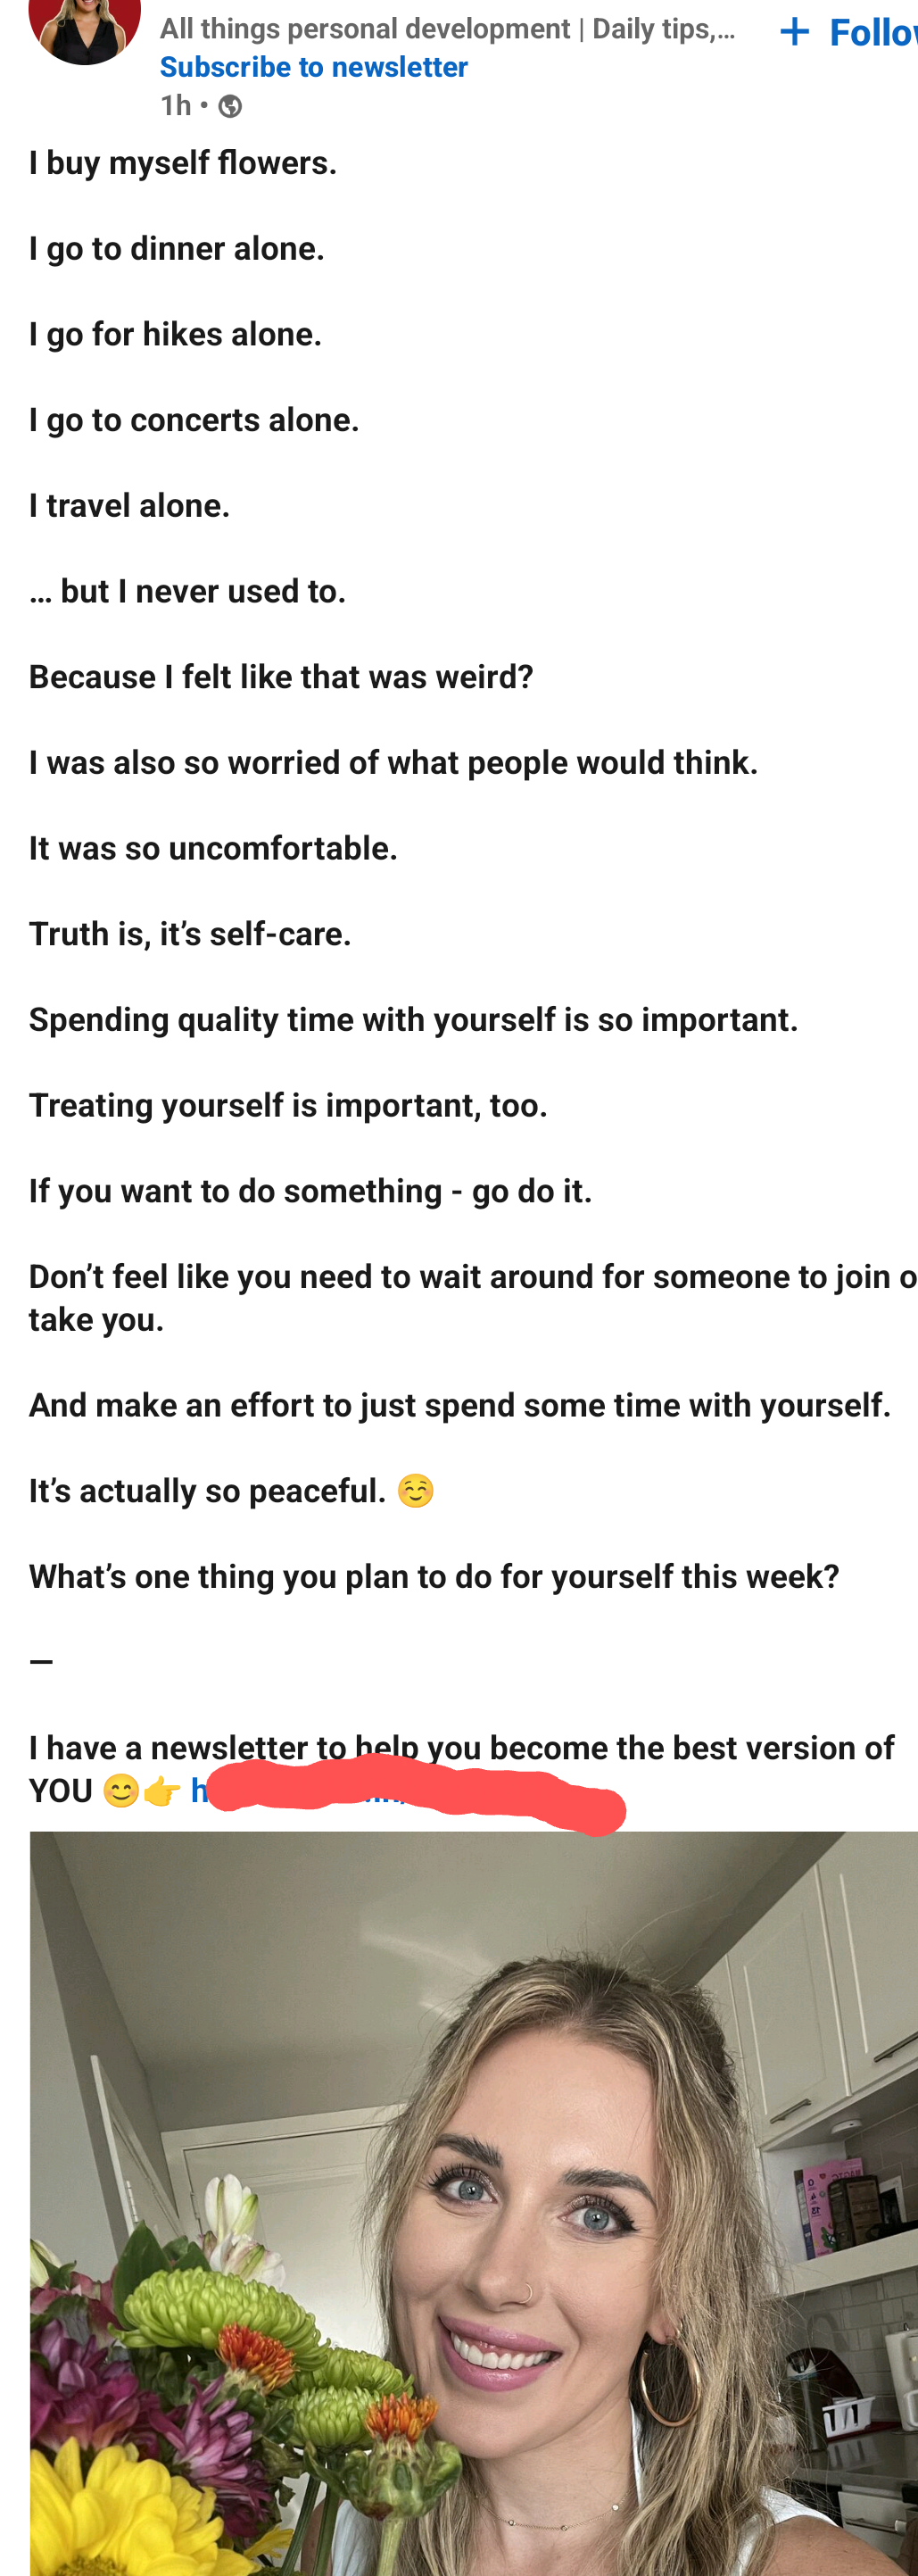 All things personal development | Daily tips,...
+ Follow
Subscribe to newsletter
1h •
I buy myself flowers.
I go to dinner alone.
I go for hikes alone.
I go to concerts alone.
I travel alone.
... but I never used to.
Because I felt like that was weird?
I was also so worried of what people would think.
It was so uncomfortable.
Truth is, it’s self-care.
Spending quality time with yourself is so important.
Treating yourself is important, too.
If you want to do something - go do it.
Don’t feel like you need to wait around for someone to join o
take you.
And make an effort to just spend some time with yourself.
It’s actually so peaceful. ☺️
What’s one thing you plan to do for yourself this week?
—
I have a newsletter to help you become the best version of
YOU 😊👉 h